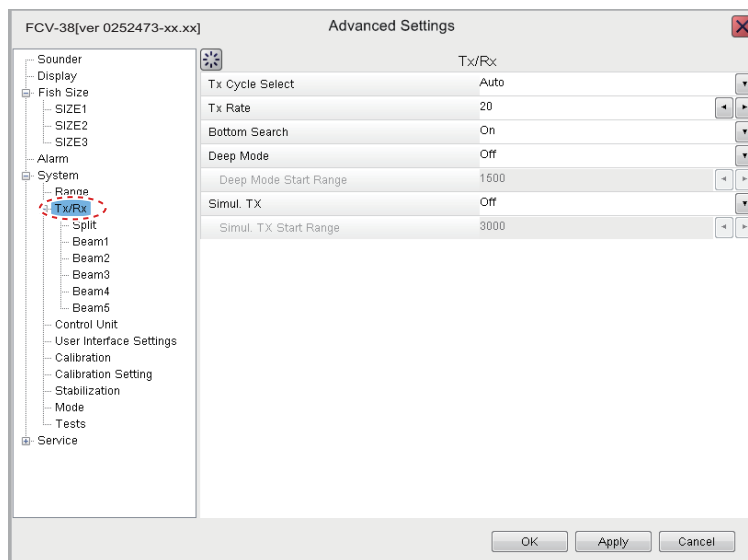 FCV-38[ver 0252473-xx.xx]
Advanced Settings
Sounder
Display
Fish Size
SIZE1
SIZE2
SIZE3
Alarm
System
Range
Tx/Rx
Split
Beam1
Beam2
Beam3
Beam4
Beam5
Control Unit
User Interface Settings
Calibration
Calibration Setting
Stabilization
Mode
Tests
Service
Tx/Rx
Tx Cycle Select Auto
Tx Rate 20
Bottom Search On
Deep Mode Off
Deep Mode Start Range 1600
Simul. TX Off
Simul. TX Start Range 3000
OK Apply Cancel